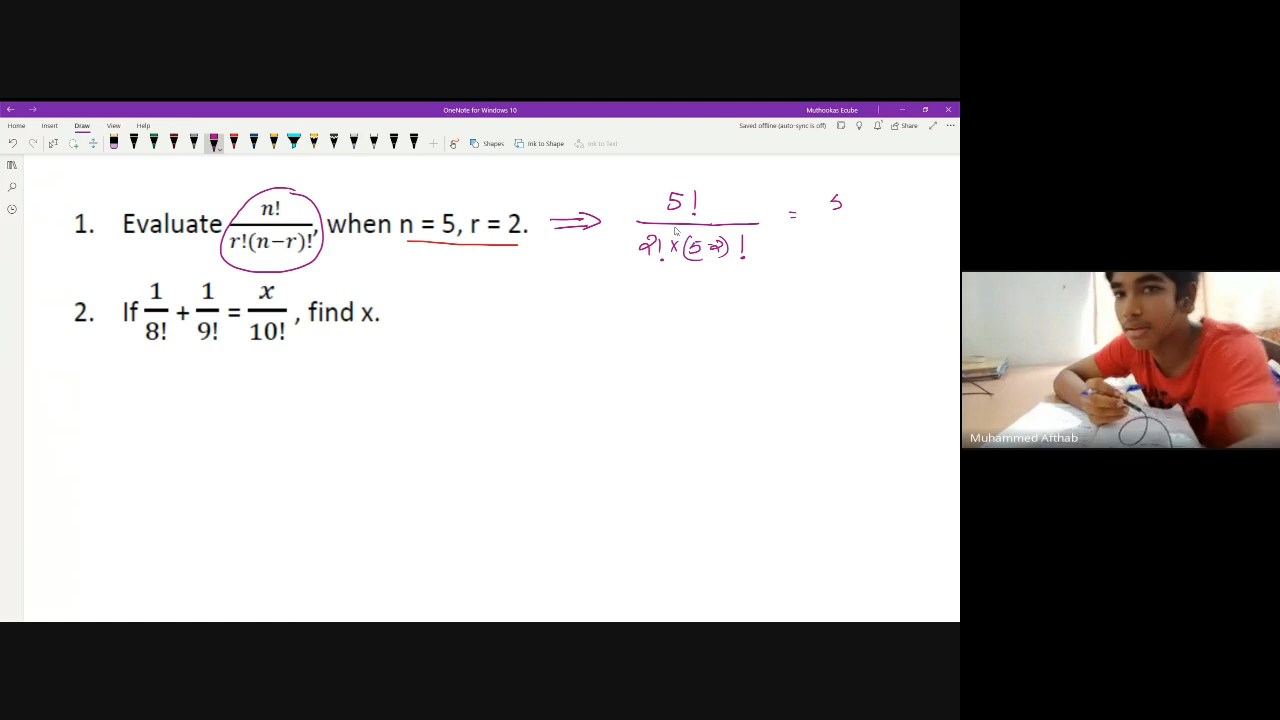 OneNote for Windows 10
Muthookas Ecube
Home Insert Draw View Help
Saved offline (auto-sync is off)
Share
Shapes
Ink to Shape
Ink to Text
1. Evaluate n!/r!(n−r)!, when n = 5, r = 2. ⟹ 5!/2!×(5-2)! = 5
2. If 1/8! + 1/9! = x/10!, find x.
Muhammed Afthab